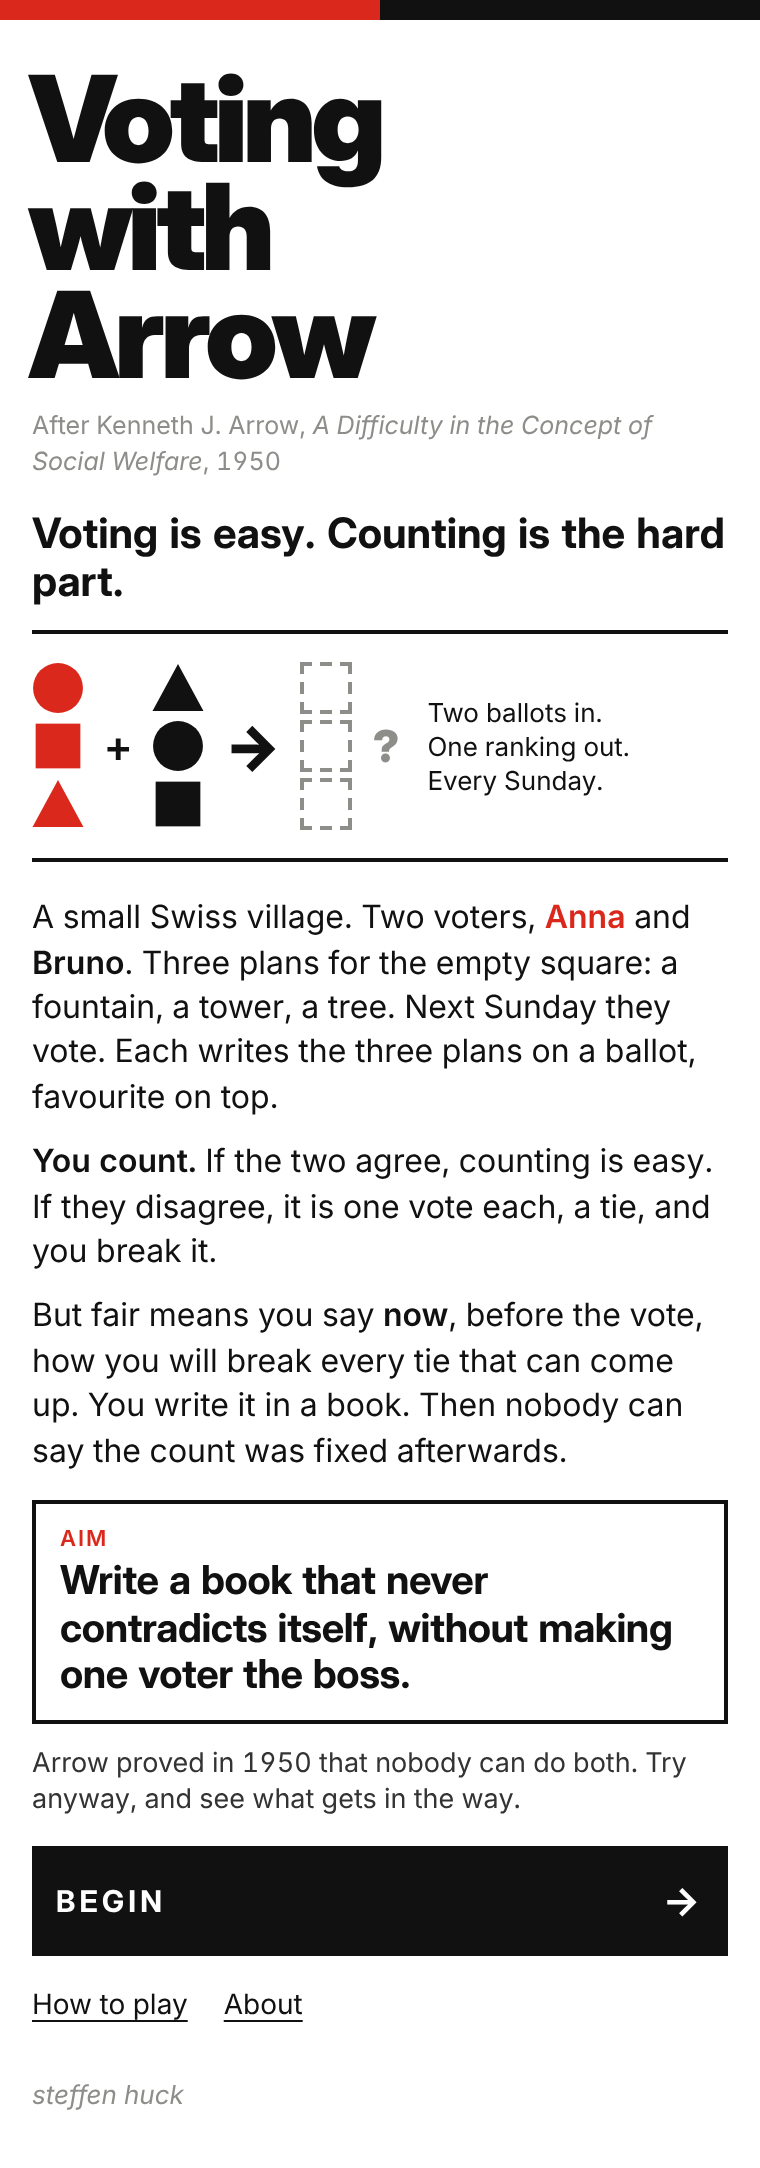 Voting
with
Arrow
After Kenneth J. Arrow, A Difficulty in the Concept of
Social Welfare, 1950
Voting is easy. Counting is the hard
part.
+ → ?
Two ballots in.
One ranking out.
Every Sunday.
A small Swiss village. Two voters, Anna and
Bruno. Three plans for the empty square: a
fountain, a tower, a tree. Next Sunday they
vote. Each writes the three plans on a ballot,
favourite on top.
You count. If the two agree, counting is easy.
If they disagree, it is one vote each, a tie, and
you break it.
But fair means you say now, before the vote,
how you will break every tie that can come
up. You write it in a book. Then nobody can
say the count was fixed afterwards.
AIM
Write a book that never
contradicts itself, without making
one voter the boss.
Arrow proved in 1950 that nobody can do both. Try
anyway, and see what gets in the way.
BEGIN →
How to play About
steffen huck